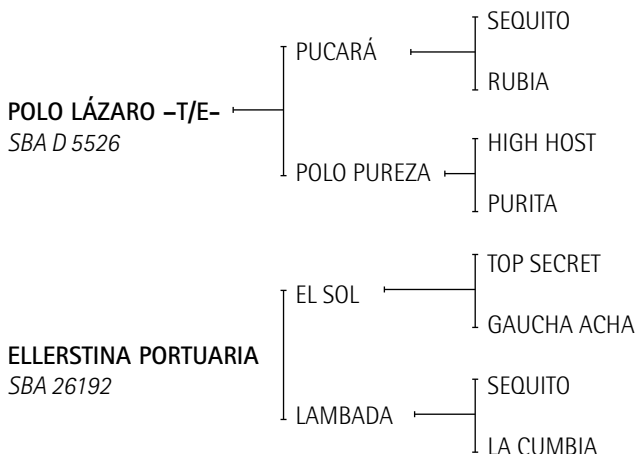 SEQUITO
PUCARÁ
RUBIA
POLO LÁZARO –T/E–
SBA D 5526
HIGH HOST
POLO PUREZA
PURITA
TOP SECRET
EL SOL
GAUCHA ACHA
ELLERSTINA PORTUARIA
SBA 26192
SEQUITO
LAMBADA
LA CUMBIA